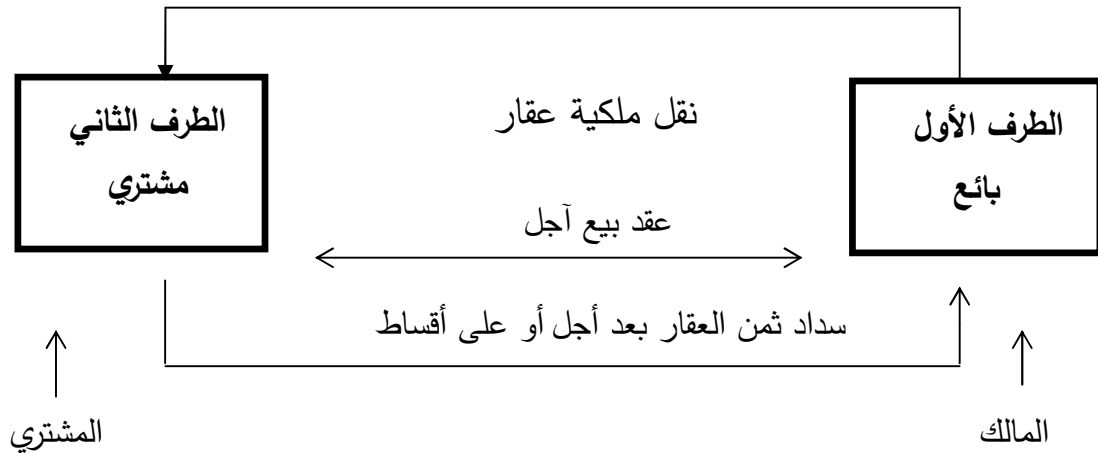 الطرف الأول
بائع
نقل ملكية عقار
الطرف الثاني
مشتري
عقد بيع آجل
سداد ثمن العقار بعد أجل أو على أقساط
المالك
المشتري